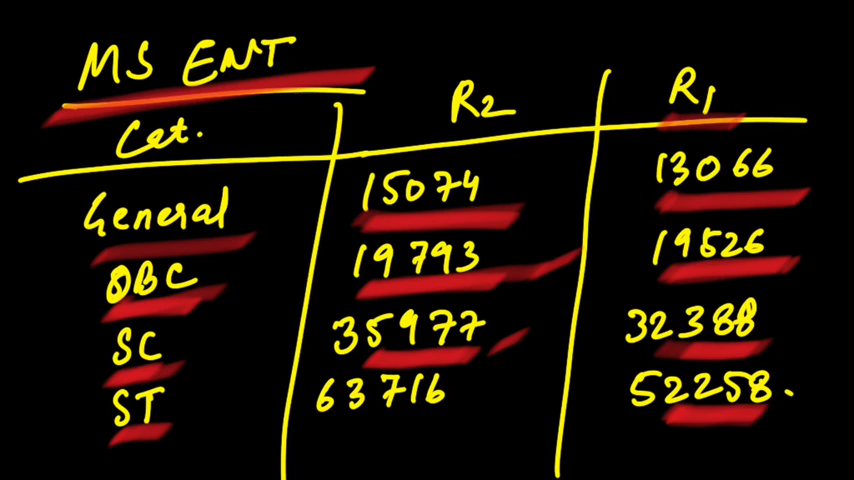 MS ENT
Cat. R2 R1
General 15074 13066
OBC 19793 19526
SC 35977 32388
ST 63716 52258.